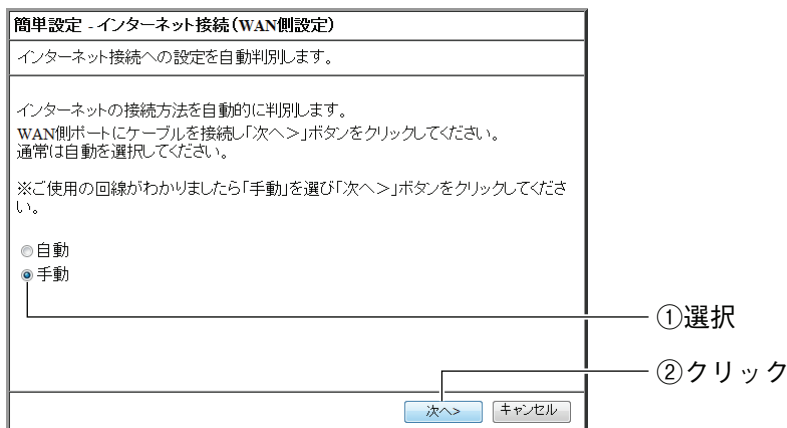 簡単設定 - インターネット接続(WAN側設定)
インターネット接続への設定を自動判別します。
インターネットの接続方法を自動的に判別します。
WAN側ポートにケーブルを接続し「次へ>」ボタンをクリックしてください。
通常は自動を選択してください。
※ご使用の回線がわかりましたら「手動」を選び「次へ>」ボタンをクリックしてくださ
い。
自動
手動
①選択
②クリック
次へ> キャンセル